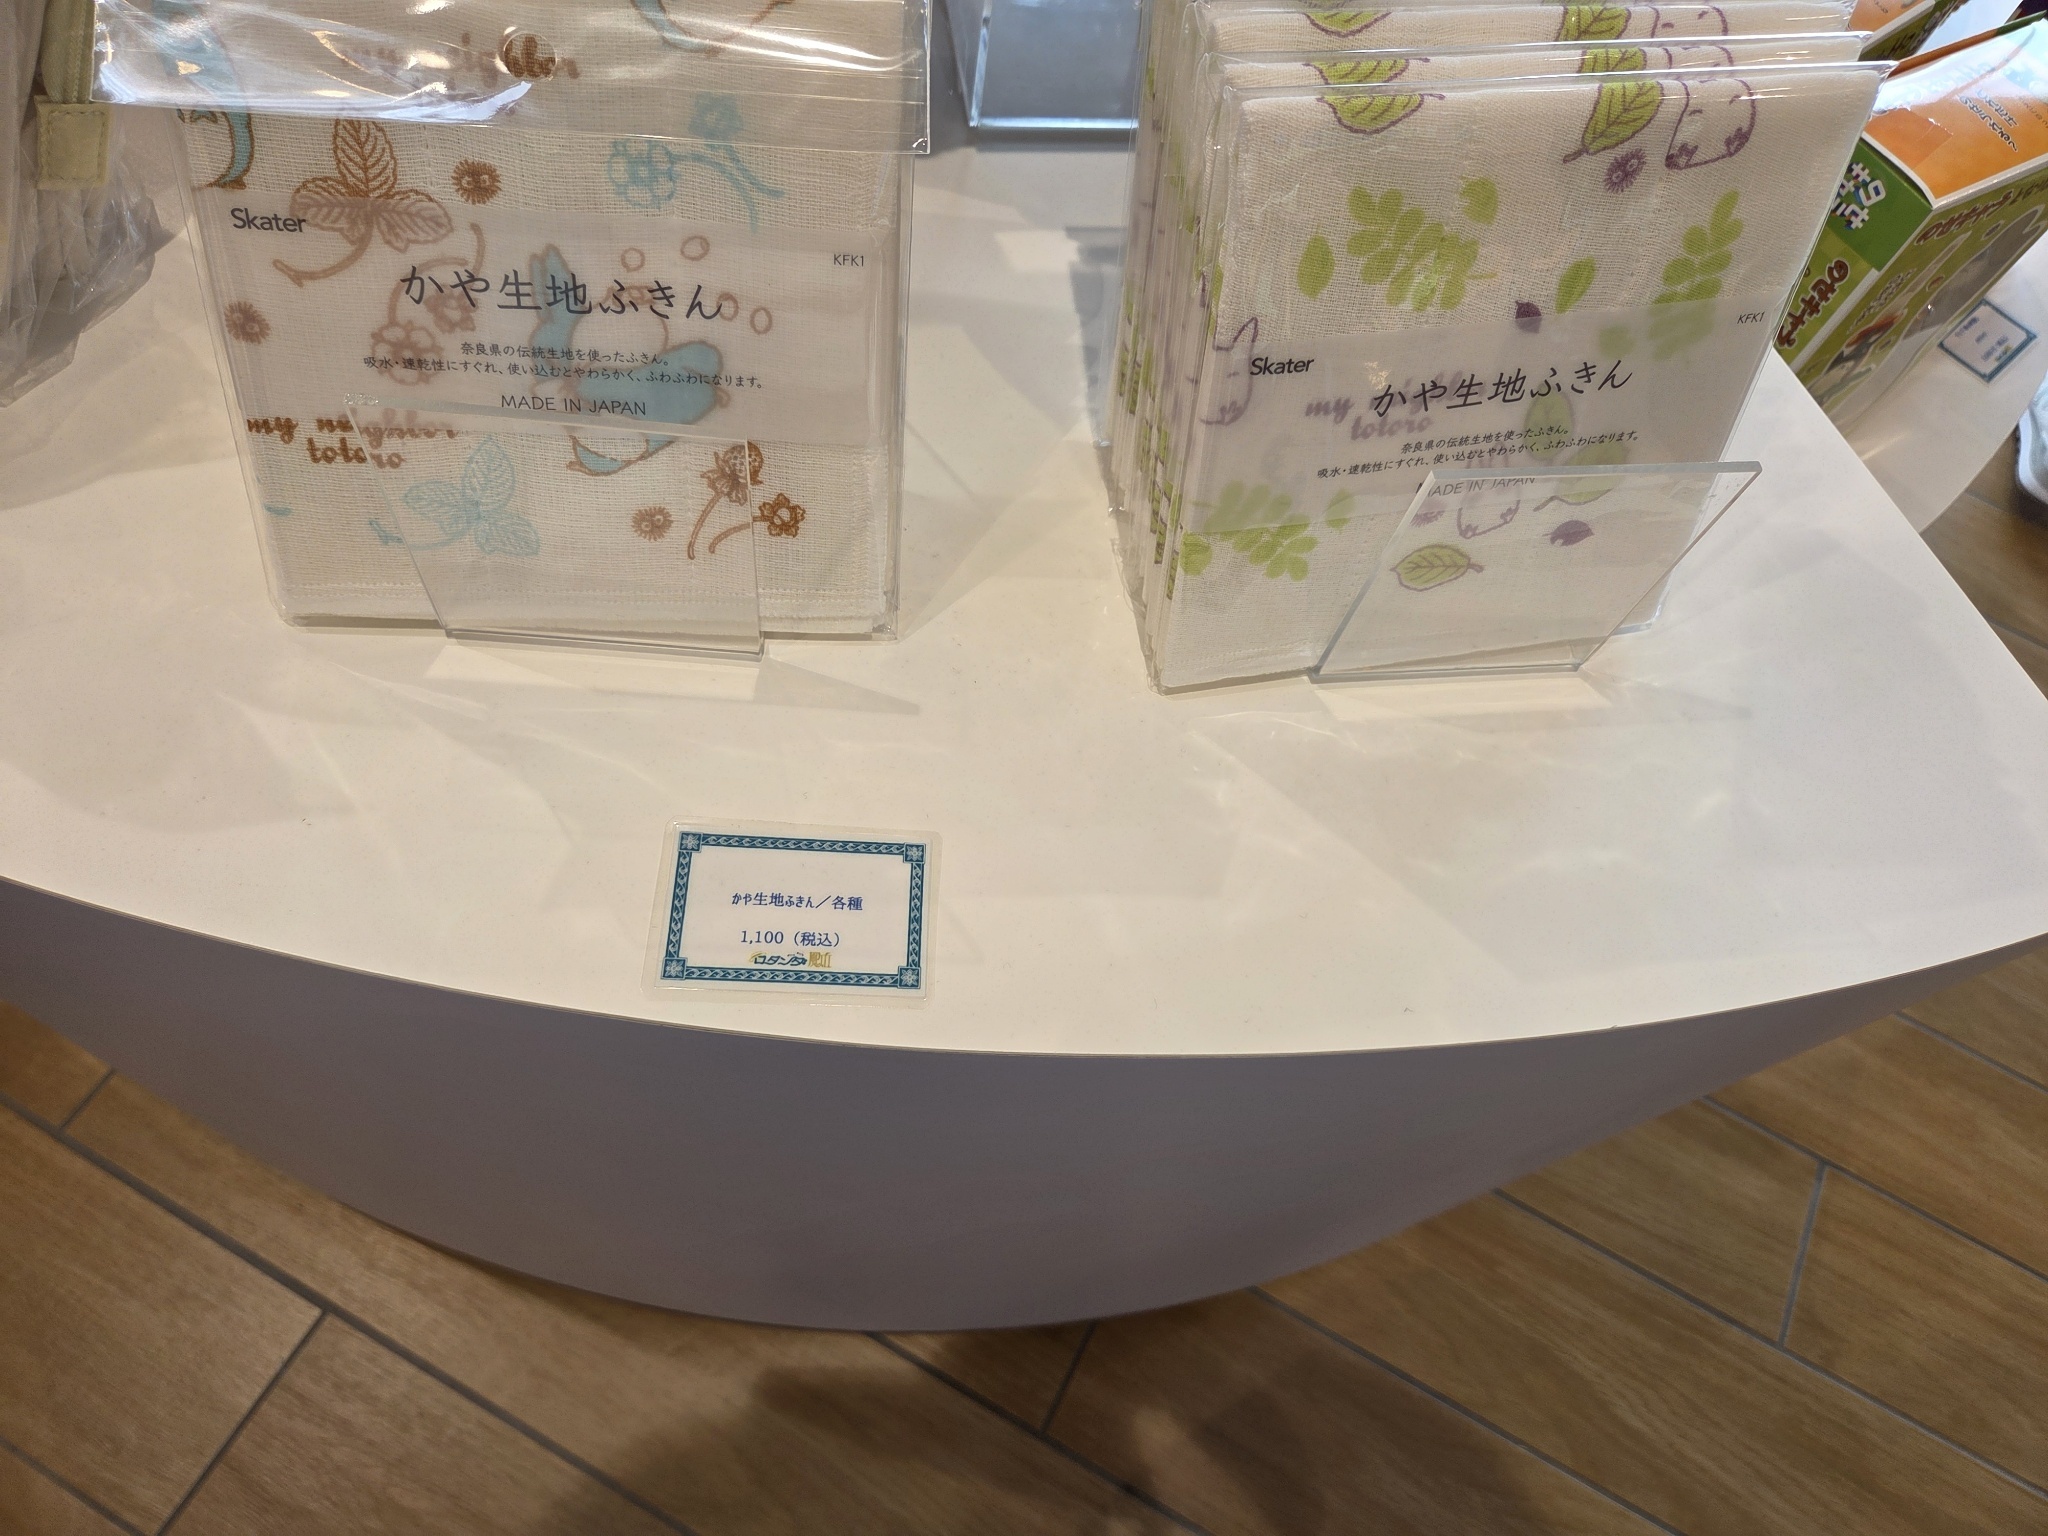 Skater
KFK1
かや生地ふきん
奈良県の伝統生地を使ったふきん。
吸水・速乾性にすぐれ、使い込むとやわらかく、ふわふわになります。
MADE IN JAPAN
my neighbor
totoro
Skater
KFK1
かや生地ふきん
奈良県の伝統生地を使ったふきん。
吸水・速乾性にすぐれ、使い込むとやわらかく、ふわふわになります。
MADE IN JAPAN
my neighbor
totoro
かや生地ふきん／各種
1,100（税込）
ロタンダ